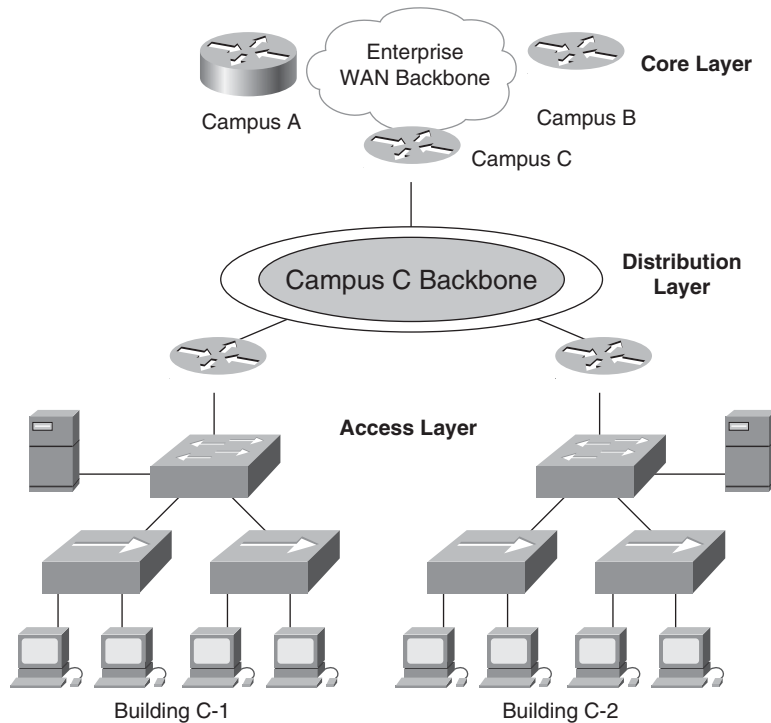 Enterprise
WAN Backbone
Core Layer
Campus A
Campus B
Campus C
Campus C Backbone
Distribution
Layer
Access Layer
Building C-1
Building C-2